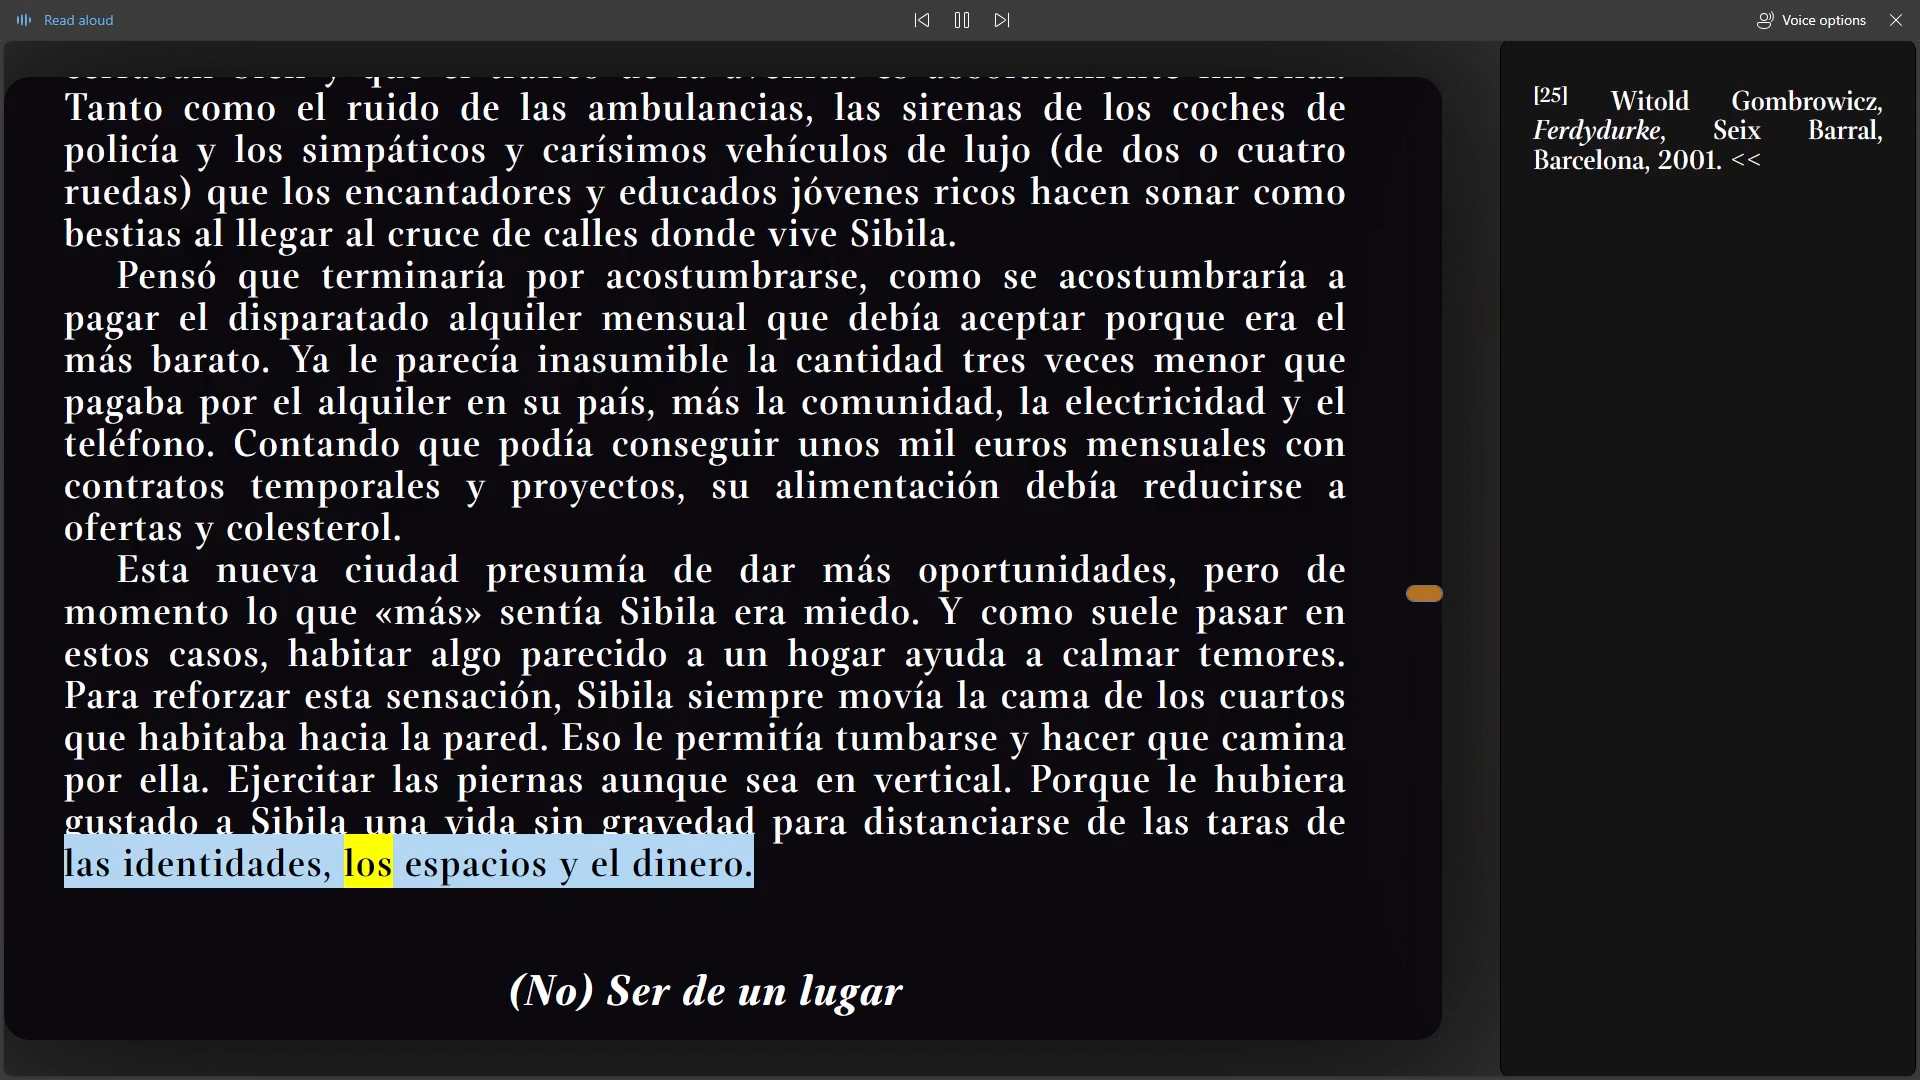 Read aloud
Voice options
Tanto como el ruido de las ambulancias, las sirenas de los coches de
policía y los simpáticos y carísimos vehículos de lujo (de dos o cuatro
ruedas) que los encantadores y educados jóvenes ricos hacen sonar como
bestias al llegar al cruce de calles donde vive Sibila.
Pensó que terminaría por acostumbrarse, como se acostumbraría a
pagar el disparatado alquiler mensual que debía aceptar porque era el
más barato. Ya le parecía inasumible la cantidad tres veces menor que
pagaba por el alquiler en su país, más la comunidad, la electricidad y el
teléfono. Contando que podía conseguir unos mil euros mensuales con
contratos temporales y proyectos, su alimentación debía reducirse a
ofertas y colesterol.
Esta nueva ciudad presumía de dar más oportunidades, pero de
momento lo que «más» sentía Sibila era miedo. Y como suele pasar en
estos casos, habitar algo parecido a un hogar ayuda a calmar temores.
Para reforzar esta sensación, Sibila siempre movía la cama de los cuartos
que habitaba hacia la pared. Eso le permitía tumbarse y hacer que camina
por ella. Ejercitar las piernas aunque sea en vertical. Porque le hubiera
gustado a Sibila una vida sin gravedad para distanciarse de las taras de
las identidades, los espacios y el dinero.
(No) Ser de un lugar
[25] Witold Gombrowicz,
Ferdydurke, Seix Barral,
Barcelona, 2001. <<